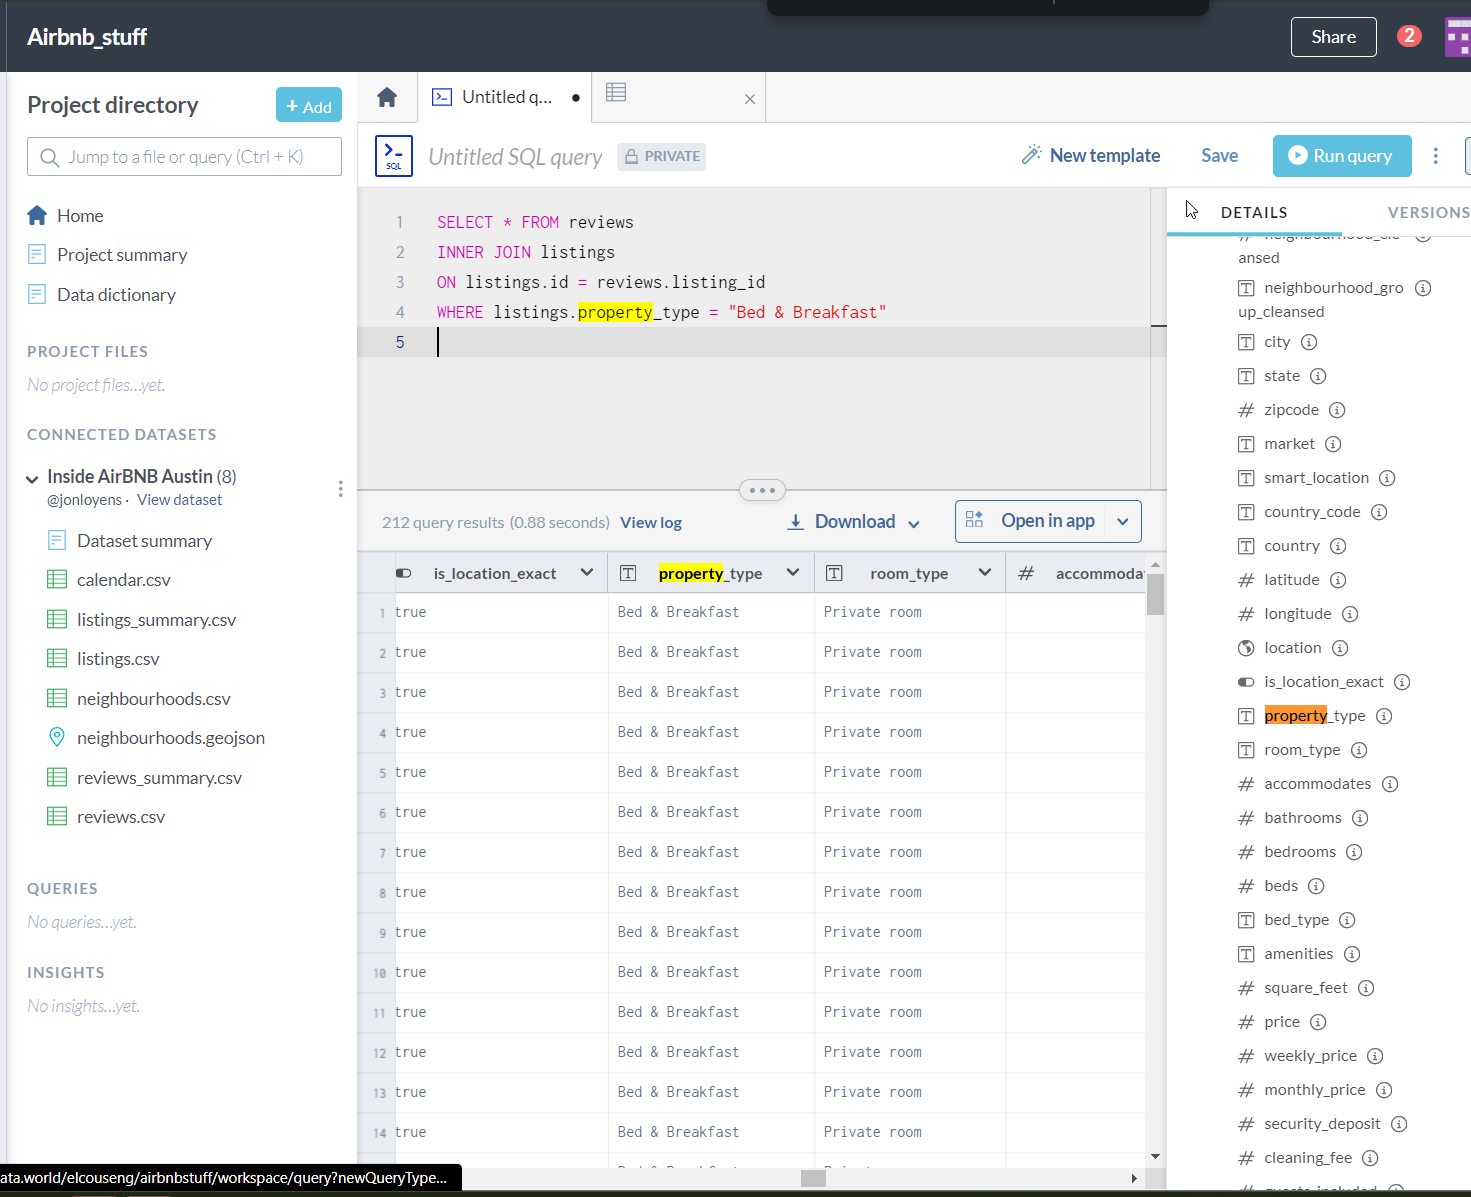 Airbnb_stuff
Share
2
Project directory
+ Add
Jump to a file or query (Ctrl + K)
Home
Project summary
Data dictionary
PROJECT FILES
No project files...yet.
CONNECTED DATASETS
Inside AirBNB Austin (8)
@jonloyens · View dataset
Dataset summary
calendar.csv
listings_summary.csv
listings.csv
neighbourhoods.csv
neighbourhoods.geojson
reviews_summary.csv
reviews.csv
QUERIES
No queries...yet.
INSIGHTS
No insights...yet.
ata.world/elcouseng/airbnbstuff/workspace/query?newQueryType...
Untitled q... ●
SQL
Untitled SQL query
PRIVATE
New template
Save
Run query
1 SELECT * FROM reviews
2 INNER JOIN listings
3 ON listings.id = reviews.listing_id
4 WHERE listings.property_type = "Bed & Breakfast"
5
212 query results (0.88 seconds) View log
Download
Open in app
is_location_exact property_type room_type # accommoda
1 true Bed & Breakfast Private room
2 true Bed & Breakfast Private room
3 true Bed & Breakfast Private room
4 true Bed & Breakfast Private room
5 true Bed & Breakfast Private room
6 true Bed & Breakfast Private room
7 true Bed & Breakfast Private room
8 true Bed & Breakfast Private room
9 true Bed & Breakfast Private room
10 true Bed & Breakfast Private room
11 true Bed & Breakfast Private room
12 true Bed & Breakfast Private room
13 true Bed & Breakfast Private room
14 true Bed & Breakfast Private room
DETAILS VERSIONS
neighbourhood_cle
ansed
neighbourhood_gro
up_cleansed
city
state
# zipcode
market
smart_location
country_code
country
# latitude
# longitude
location
is_location_exact
property_type
room_type
# accommodates
# bathrooms
# bedrooms
# beds
bed_type
amenities
# square_feet
# price
# weekly_price
# monthly_price
# security_deposit
# cleaning_fee
# guests_included